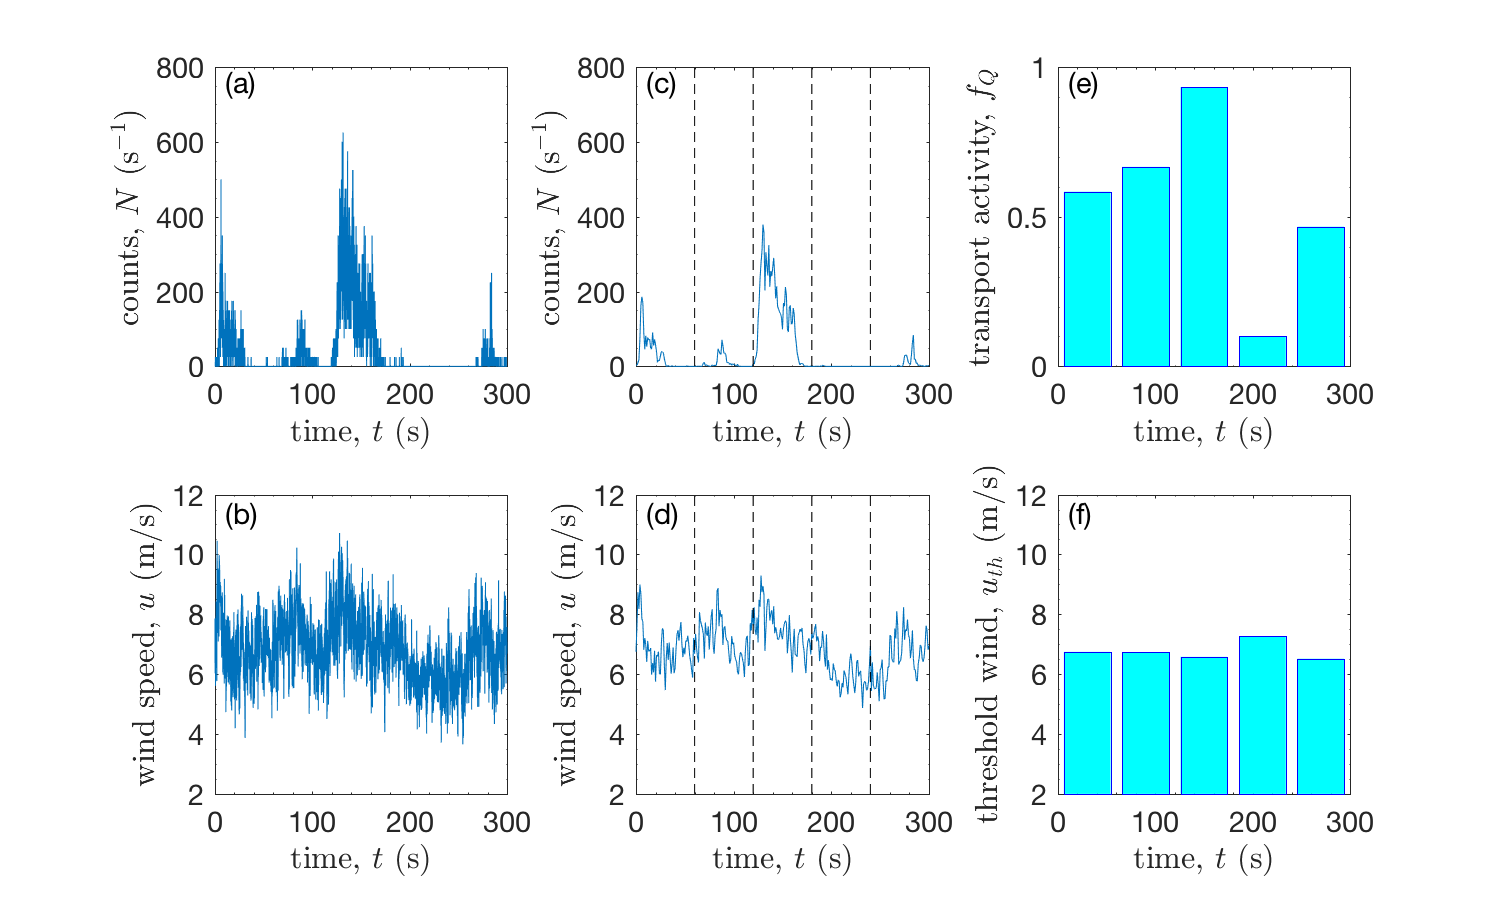 (a)
800
600
400
200
0
counts, N (s⁻¹)
0 100 200 300
time, t (s)
(c)
800
600
400
200
0
counts, N (s⁻¹)
0 100 200 300
time, t (s)
(e)
1
0.5
0
transport activity, f_Q
0 100 200 300
time, t (s)
(b)
12
10
8
6
4
2
wind speed, u (m/s)
0 100 200 300
time, t (s)
(d)
12
10
8
6
4
2
wind speed, u (m/s)
0 100 200 300
time, t (s)
(f)
12
10
8
6
4
2
threshold wind, u_th (m/s)
0 100 200 300
time, t (s)